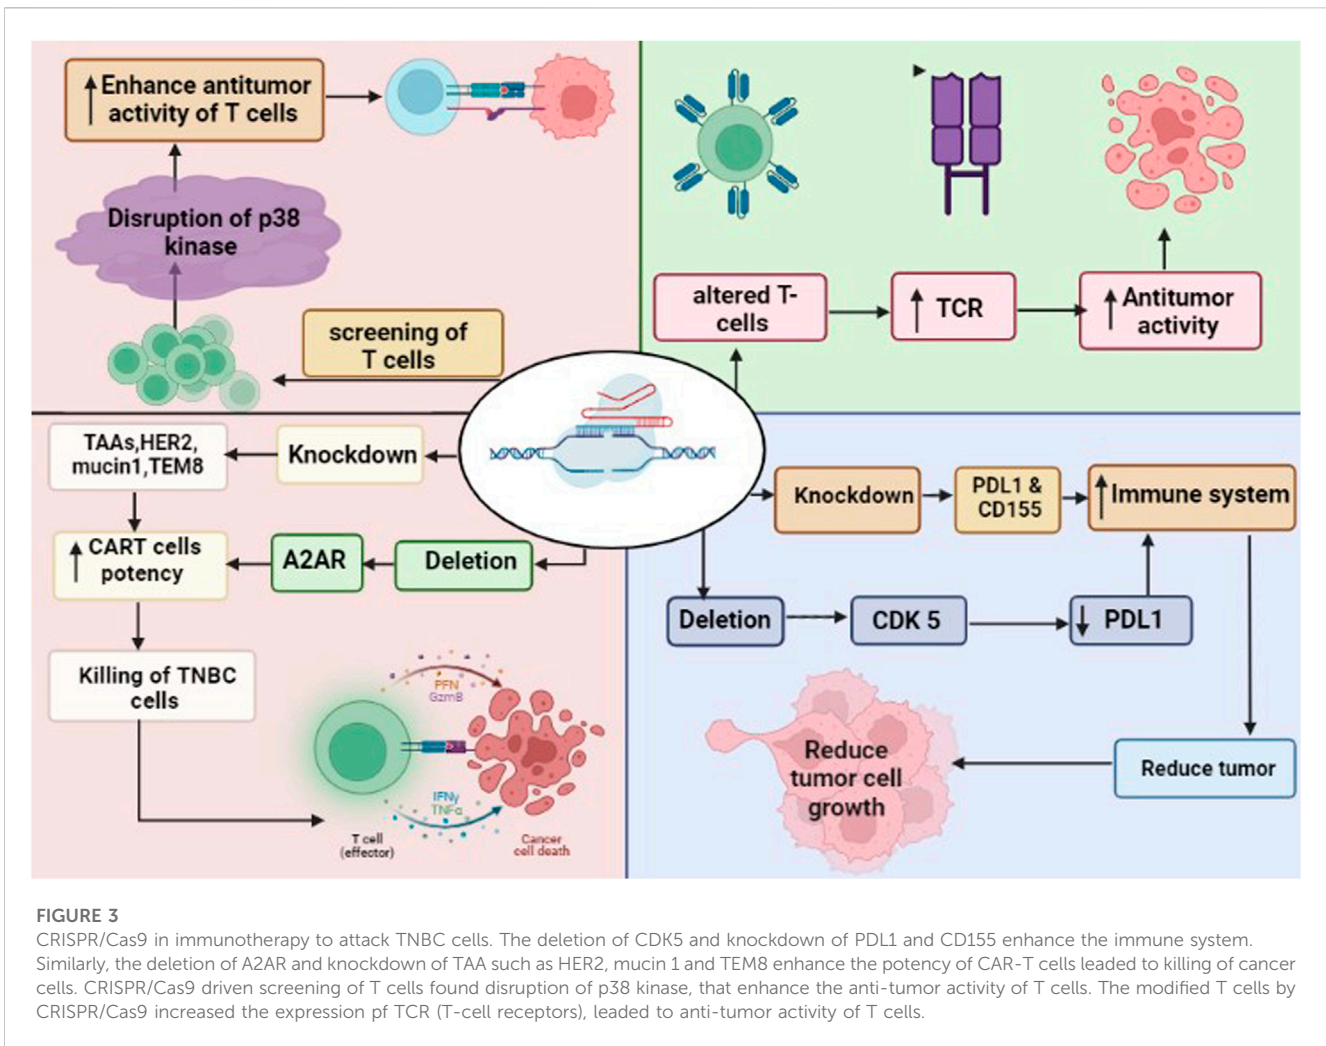 Enhance antitumor
activity of T cells
Disruption of p38
kinase
screening of
T cells
altered T-
cells
TCR
Antitumor
activity
TAAs,HER2,
mucin1,TEM8
Knockdown
CART cells
potency
A2AR
Deletion
Killing of TNBC
cells
PFN
GzmB
IFNγ
TNFα
T cell
(effector)
Cancer
cell death
Knockdown
PDL1 &
CD155
Immune system
Deletion
CDK 5
PDL1
Reduce tumor
Reduce
tumor cell
growth
FIGURE 3
CRISPR/Cas9 in immunotherapy to attack TNBC cells. The deletion of CDK5 and knockdown of PDL1 and CD155 enhance the immune system.
Similarly, the deletion of A2AR and knockdown of TAA such as HER2, mucin 1 and TEM8 enhance the potency of CAR-T cells leaded to killing of cancer
cells. CRISPR/Cas9 driven screening of T cells found disruption of p38 kinase, that enhance the anti-tumor activity of T cells. The modified T cells by
CRISPR/Cas9 increased the expression pf TCR (T-cell receptors), leaded to anti-tumor activity of T cells.